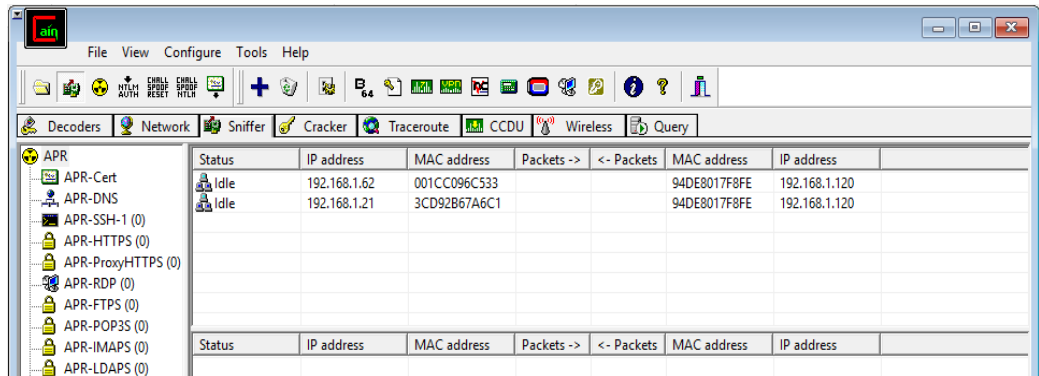 Cain
File View Configure Tools Help
NTLM AUTH CHALL SPOOF RESET CHALL SPOOF NTLM B64
Decoders Network Sniffer Cracker Traceroute CCDU Wireless Query
APR
APR-Cert
APR-DNS
APR-SSH-1 (0)
APR-HTTPS (0)
APR-ProxyHTTPS (0)
APR-RDP (0)
APR-FTPS (0)
APR-POP3S (0)
APR-IMAPS (0)
APR-LDAPS (0)
Status IP address MAC address Packets -> <- Packets MAC address IP address
Idle 192.168.1.62 001CC096C533 94DE8017F8FE 192.168.1.120
Idle 192.168.1.21 3CD92B67A6C1 94DE8017F8FE 192.168.1.120
Status IP address MAC address Packets -> <- Packets MAC address IP address